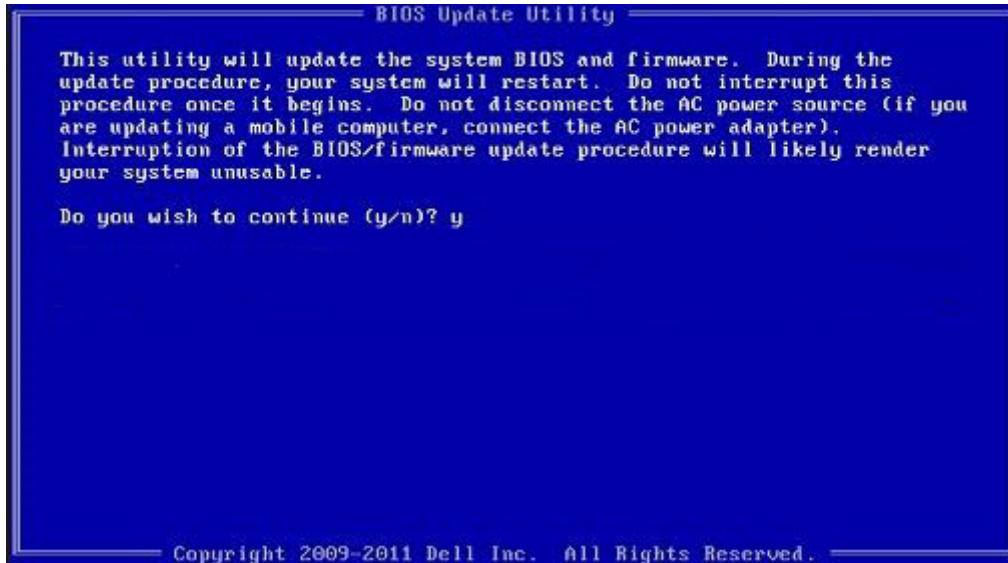 BIOS Update Utility
This utility will update the system BIOS and firmware.  During the
update procedure, your system will restart.  Do not interrupt this
procedure once it begins.  Do not disconnect the AC power source (if you
are updating a mobile computer, connect the AC power adapter).
Interruption of the BIOS/firmware update procedure will likely render
your system unusable.
Do you wish to continue (y/n)? y
Copyright 2009-2011 Dell Inc.  All Rights Reserved.